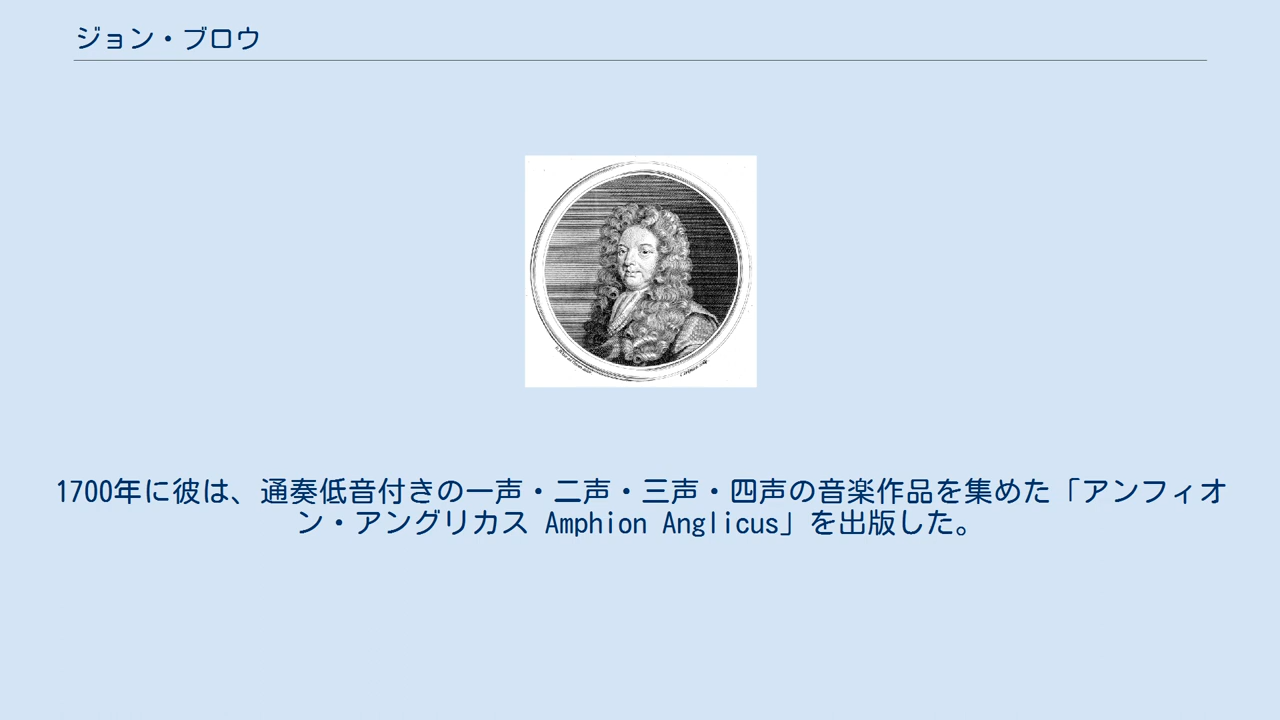 ジョン・ブロウ
1700年に彼は、通奏低音付きの一声・二声・三声・四声の音楽作品を集めた「アンフィオ
ン・アングリカス Amphion Anglicus」を出版した。